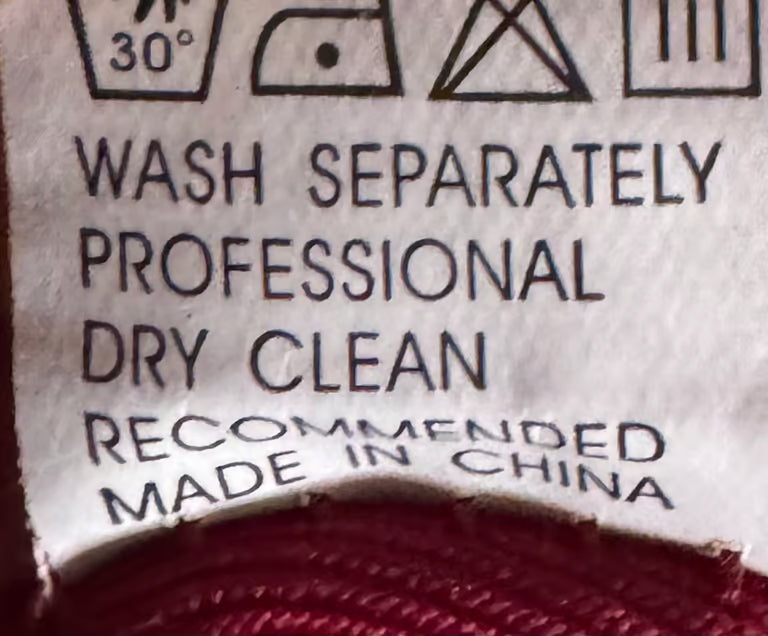 30°
WASH SEPARATELY
PROFESSIONAL
DRY CLEAN
RECOMMENDED
MADE IN CHINA